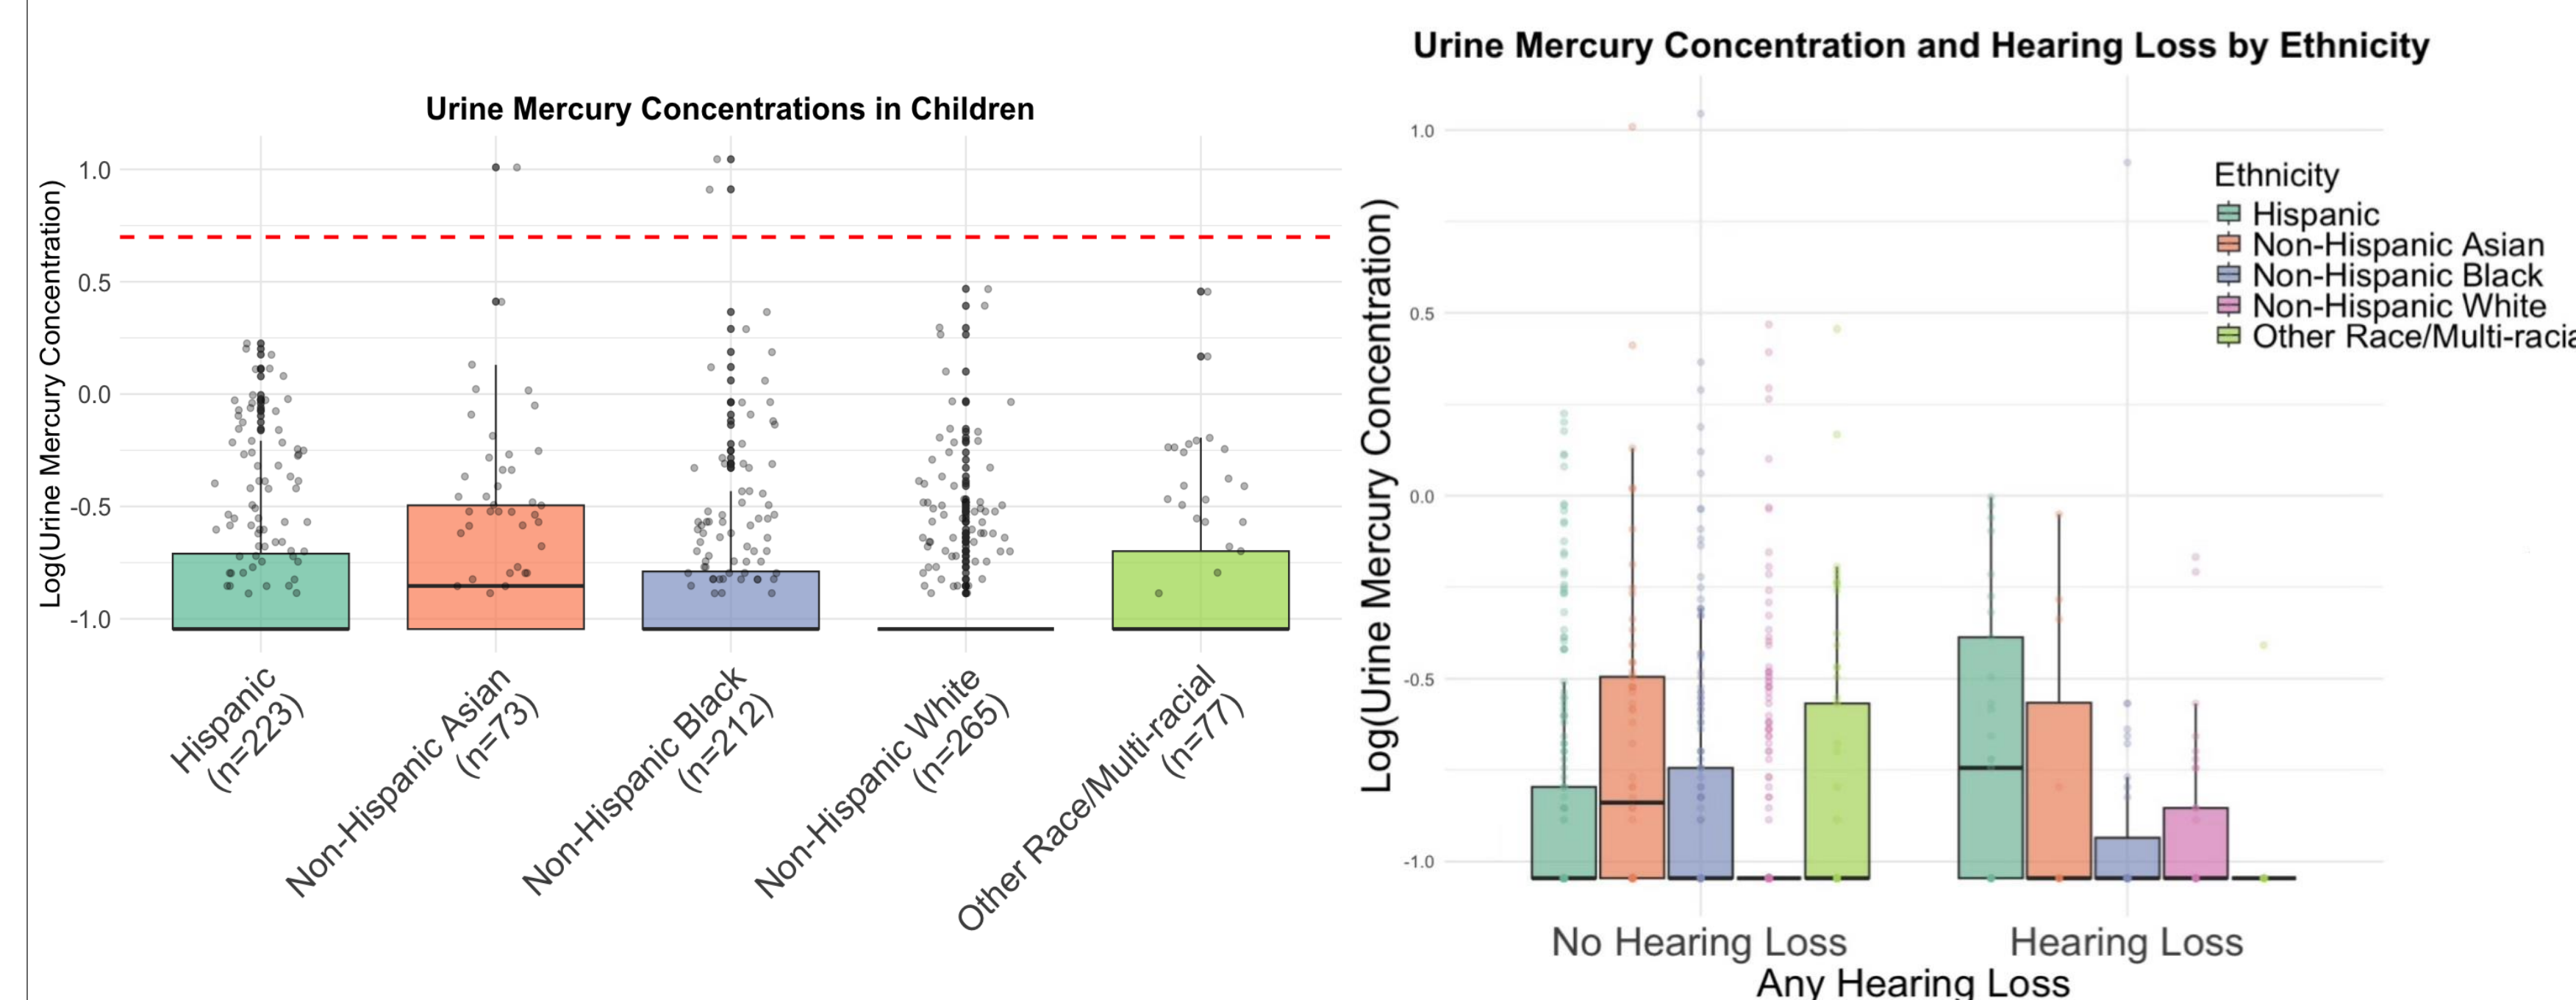 Urine Mercury Concentrations in Children
Log(Urine Mercury Concentration)
1.0
0.5
0.0
-0.5
-1.0
Hispanic
(n=223)
Non-Hispanic Asian
(n=73)
Non-Hispanic Black
(n=212)
Non-Hispanic White
(n=265)
Other Race/Multi-racial
(n=77)
Urine Mercury Concentration and Hearing Loss by Ethnicity
Log(Urine Mercury Concentration)
1.0
0.5
0.0
-0.5
-1.0
Ethnicity
Hispanic
Non-Hispanic Asian
Non-Hispanic Black
Non-Hispanic White
Other Race/Multi-racia
No Hearing Loss
Hearing Loss
Any Hearing Loss